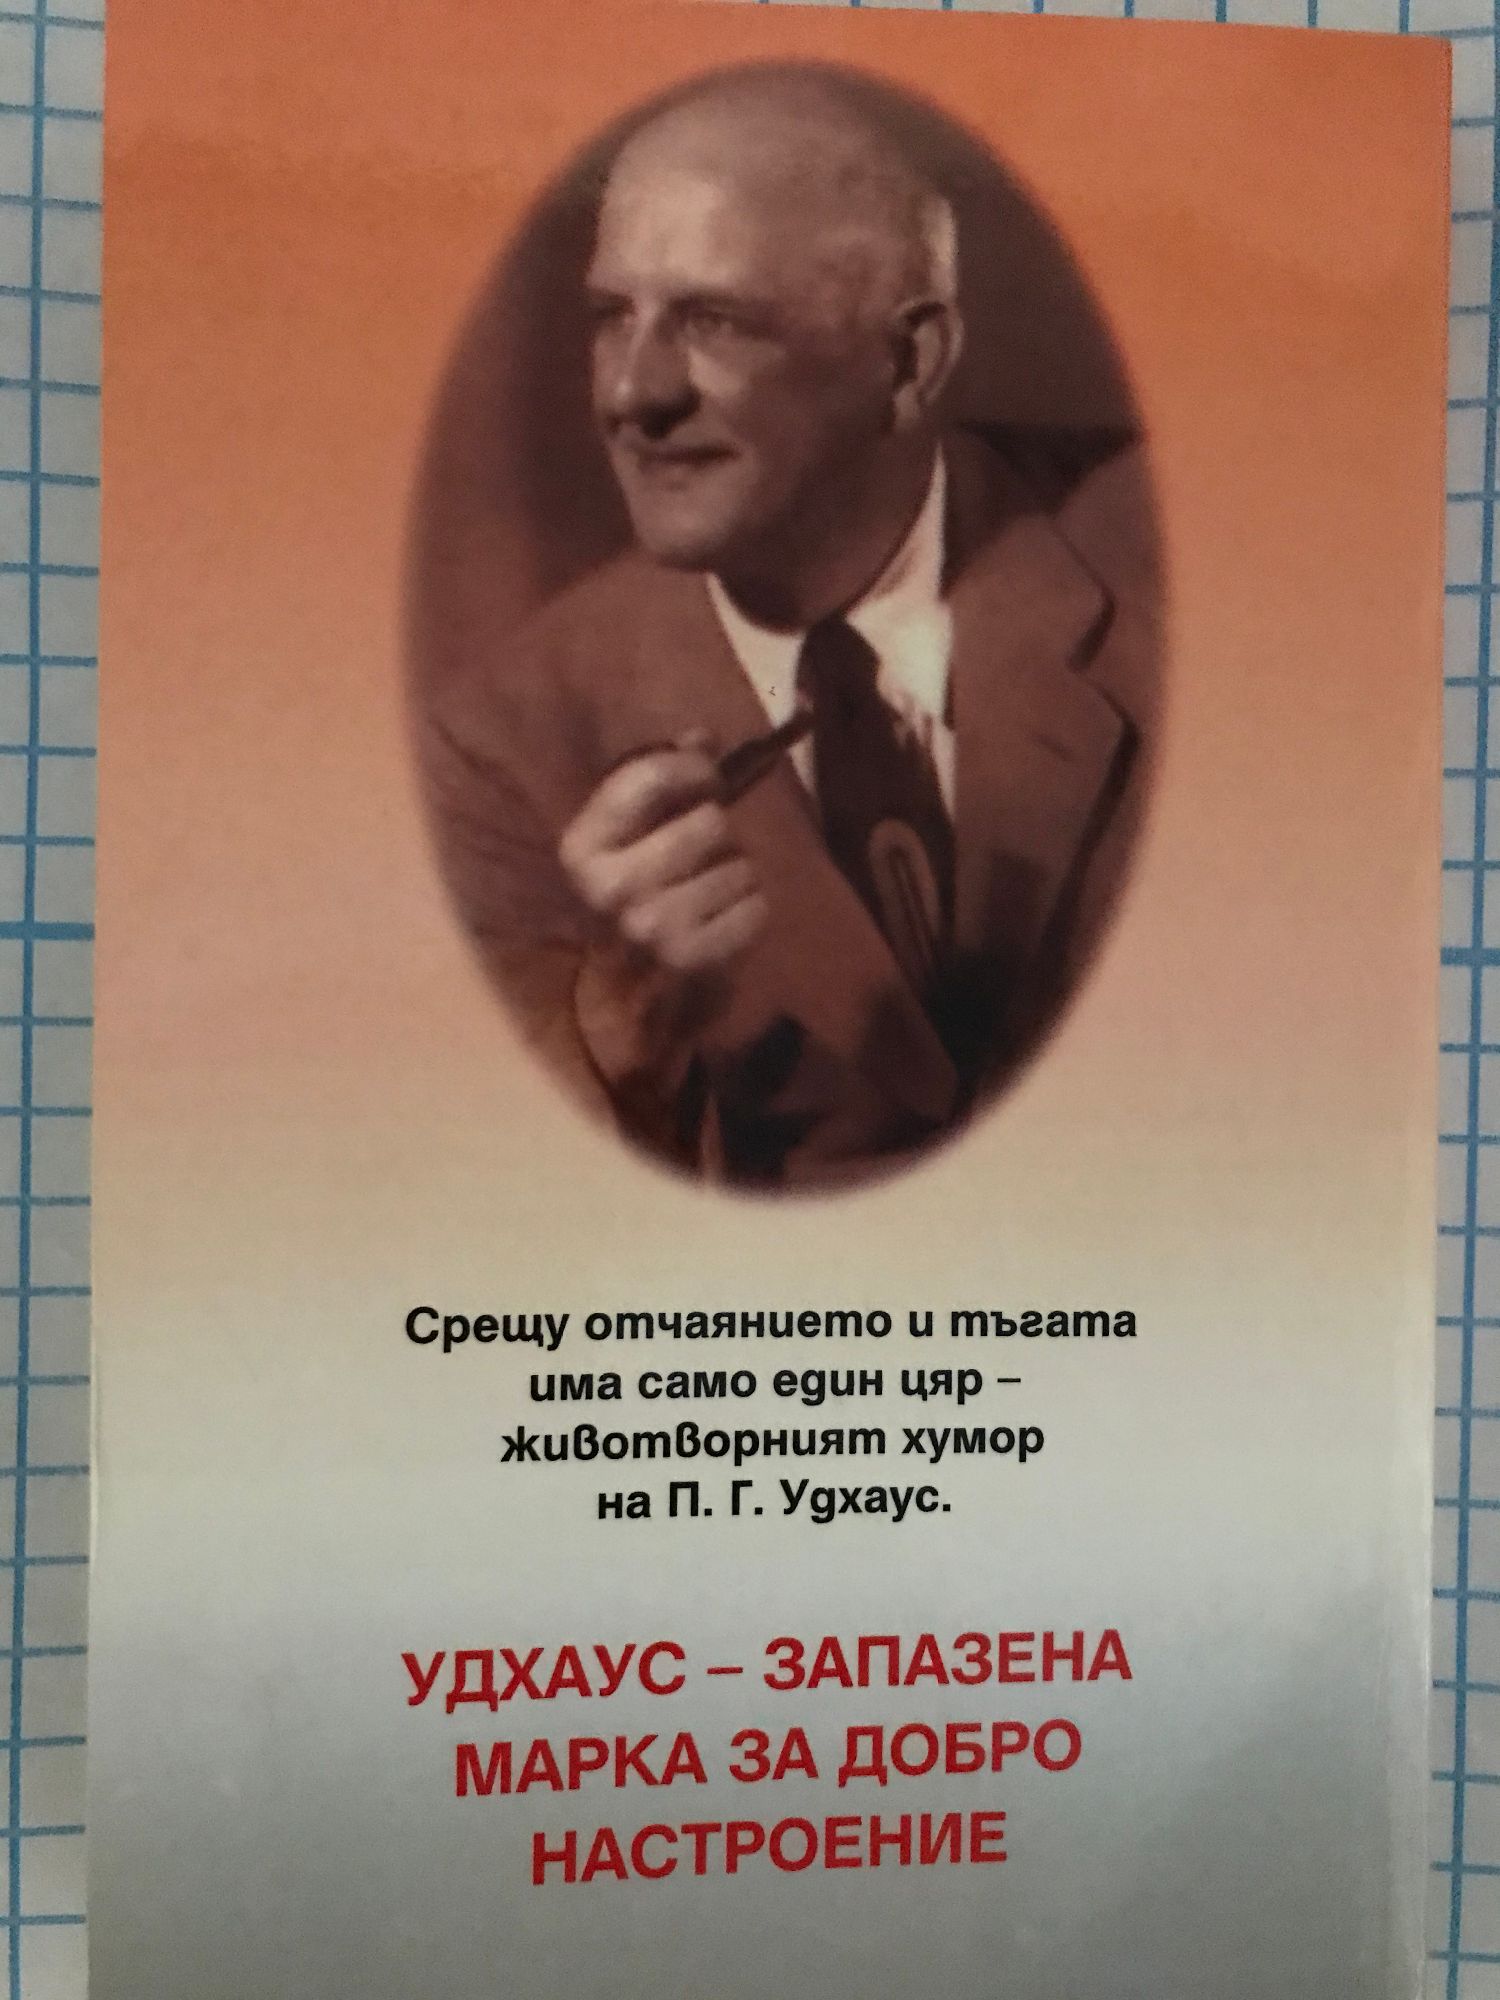 Срещу отчаянието и тъгата
има само един цяр –
животворният хумор
на П. Г. Удхаус.
УДХАУС – ЗАПАЗЕНА
МАРКА ЗА ДОБРО
НАСТРОЕНИЕ